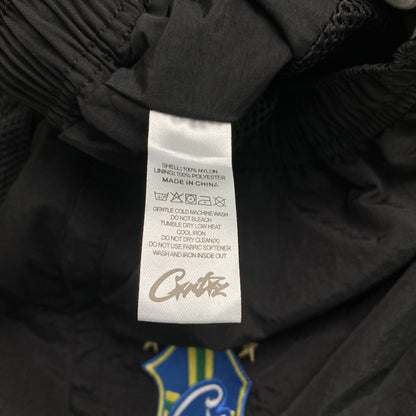 SHELL: 100% NYLON
LINING: 100% POLYESTER
MADE IN CHINA
GENTLE COLD MACHINE WASH
DO NOT BLEACH
TUMBLE DRY LOW HEAT
COOL IRON
DO NOT DRY CLEAN(X)
DO NOT USE FABRIC SOFTENER
WASH AND IRON INSIDE OUT